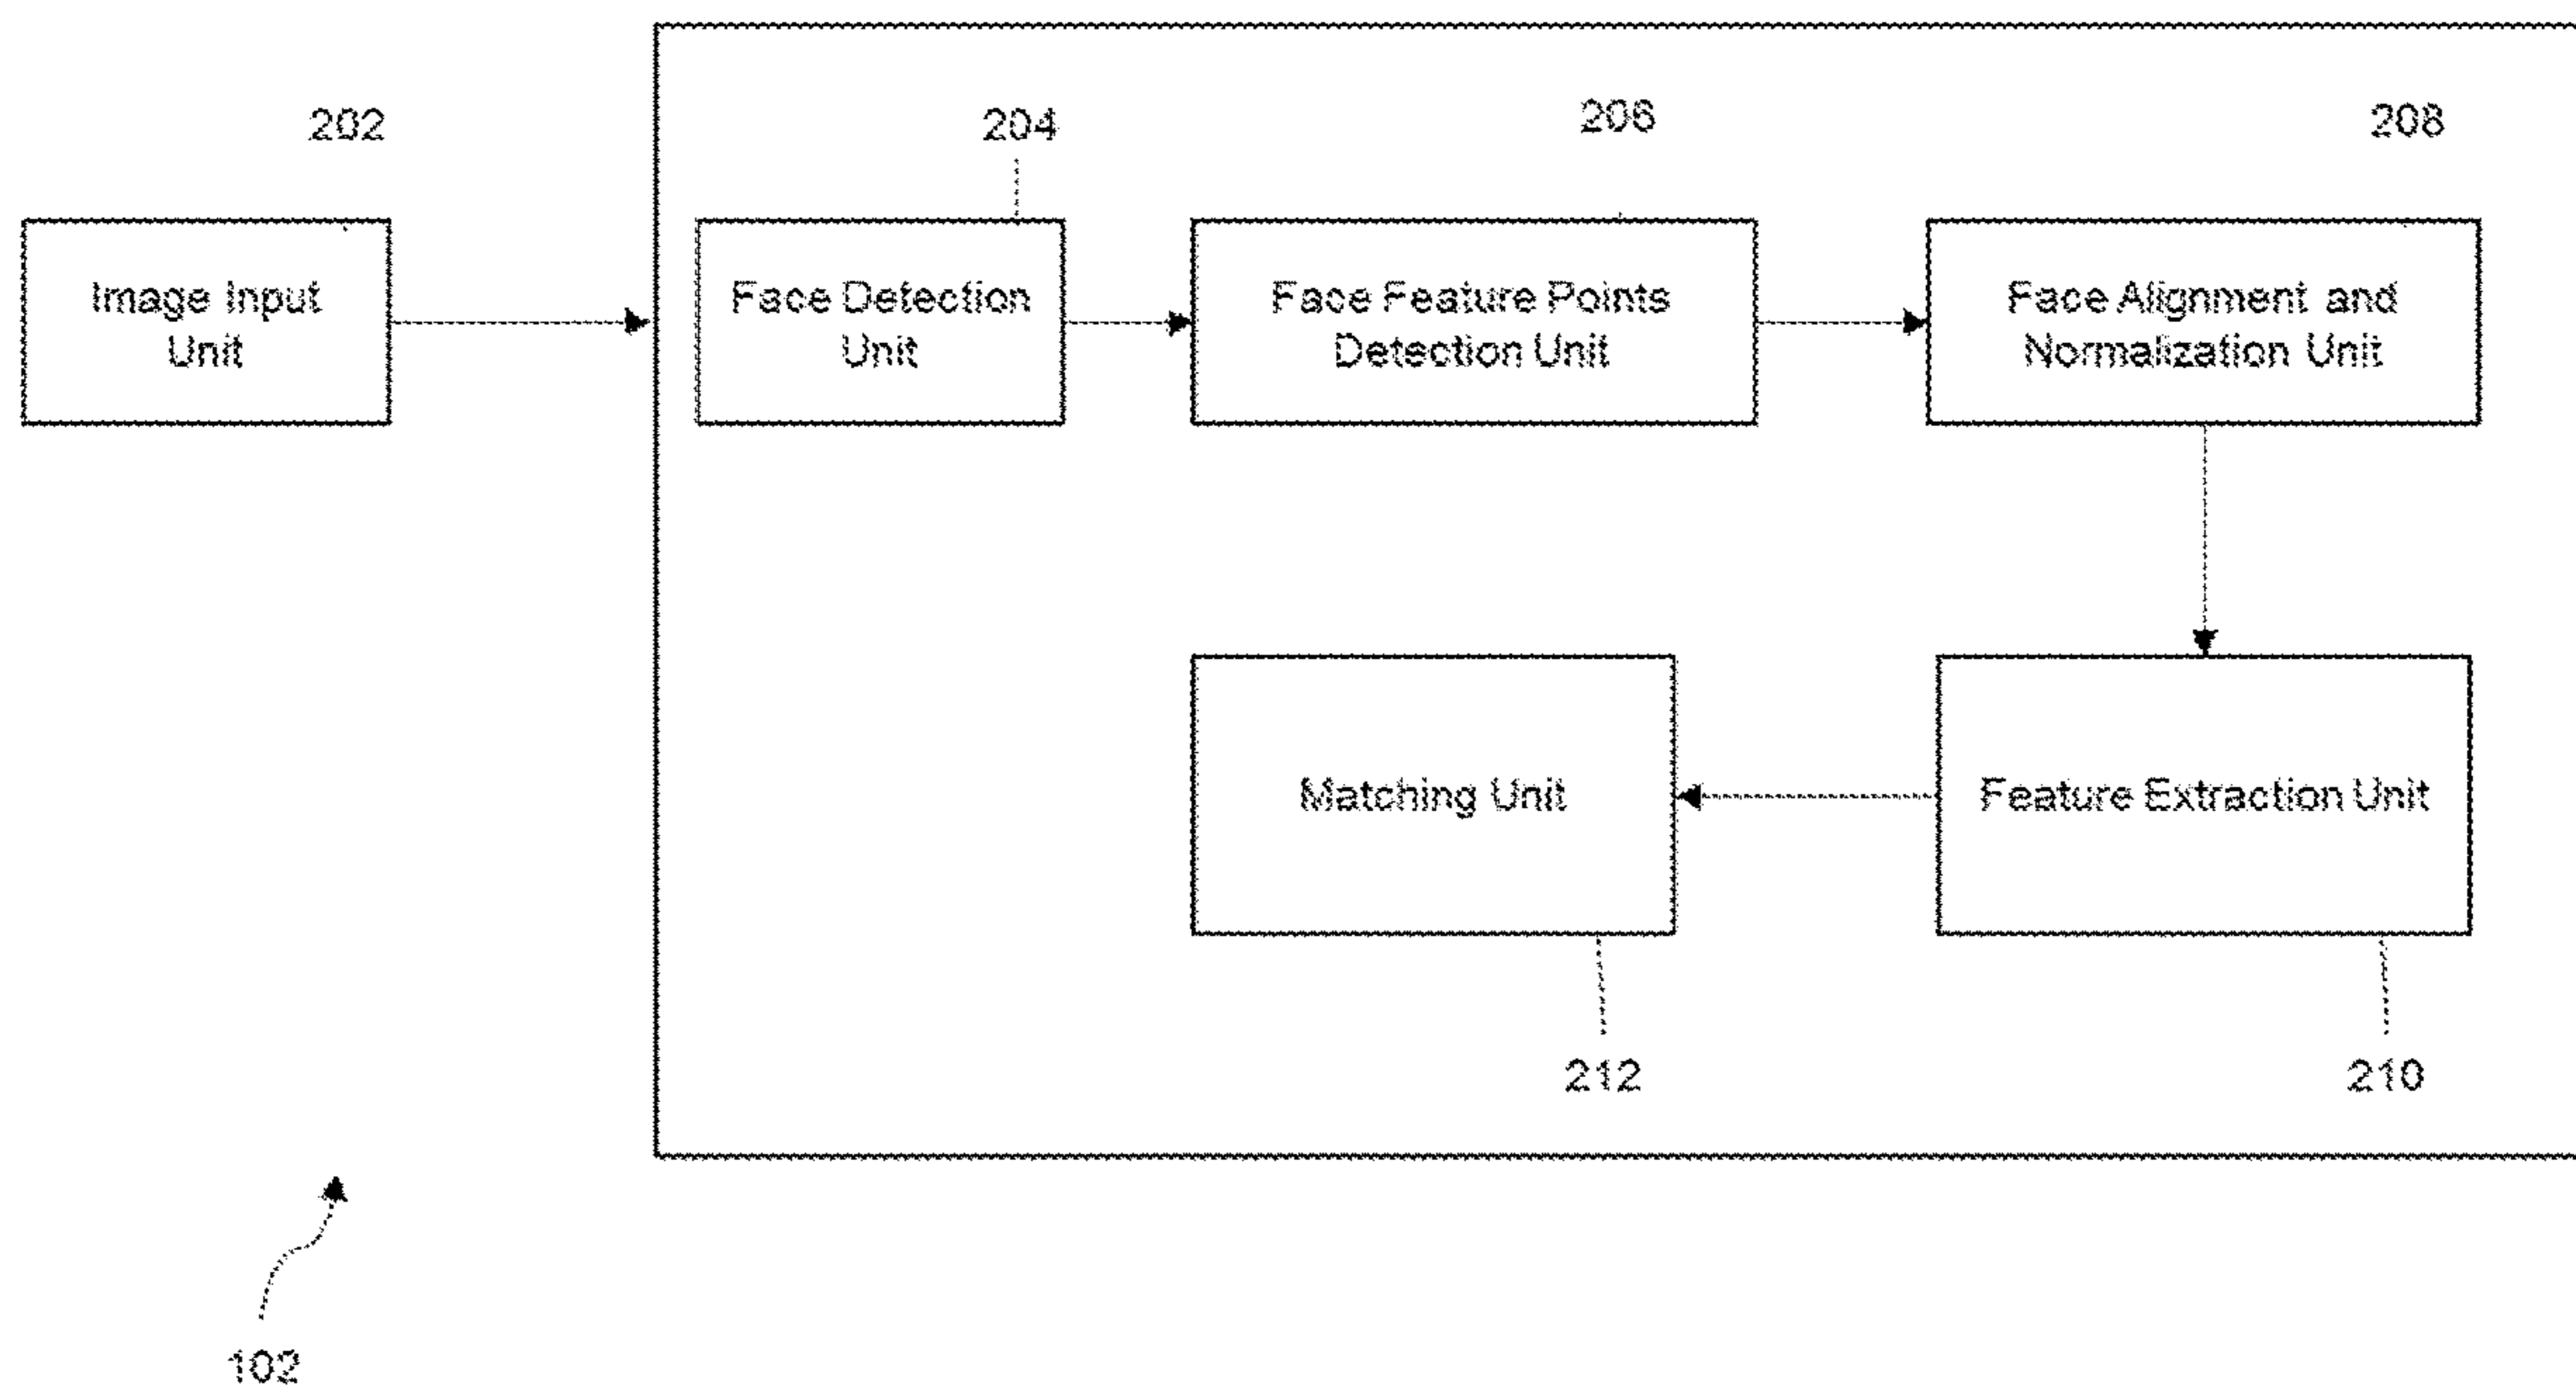 202
204
206
208
Image Input
Unit
Face Detection
Unit
Face Feature Points
Detection Unit
Face Alignment and
Normalization Unit
Matching Unit
Feature Extraction Unit
212
210
102